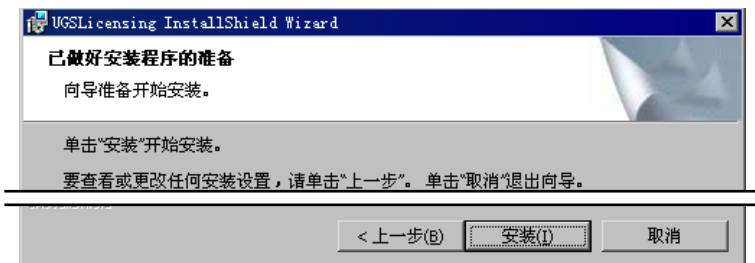 UGSLicensing InstallShield Wizard
已做好安装程序的准备
向导准备开始安装。
单击“安装”开始安装。
要查看或更改任何安装设置，请单击“上一步”。 单击“取消”退出向导。
< 上一步(B)
安装(I)
取消